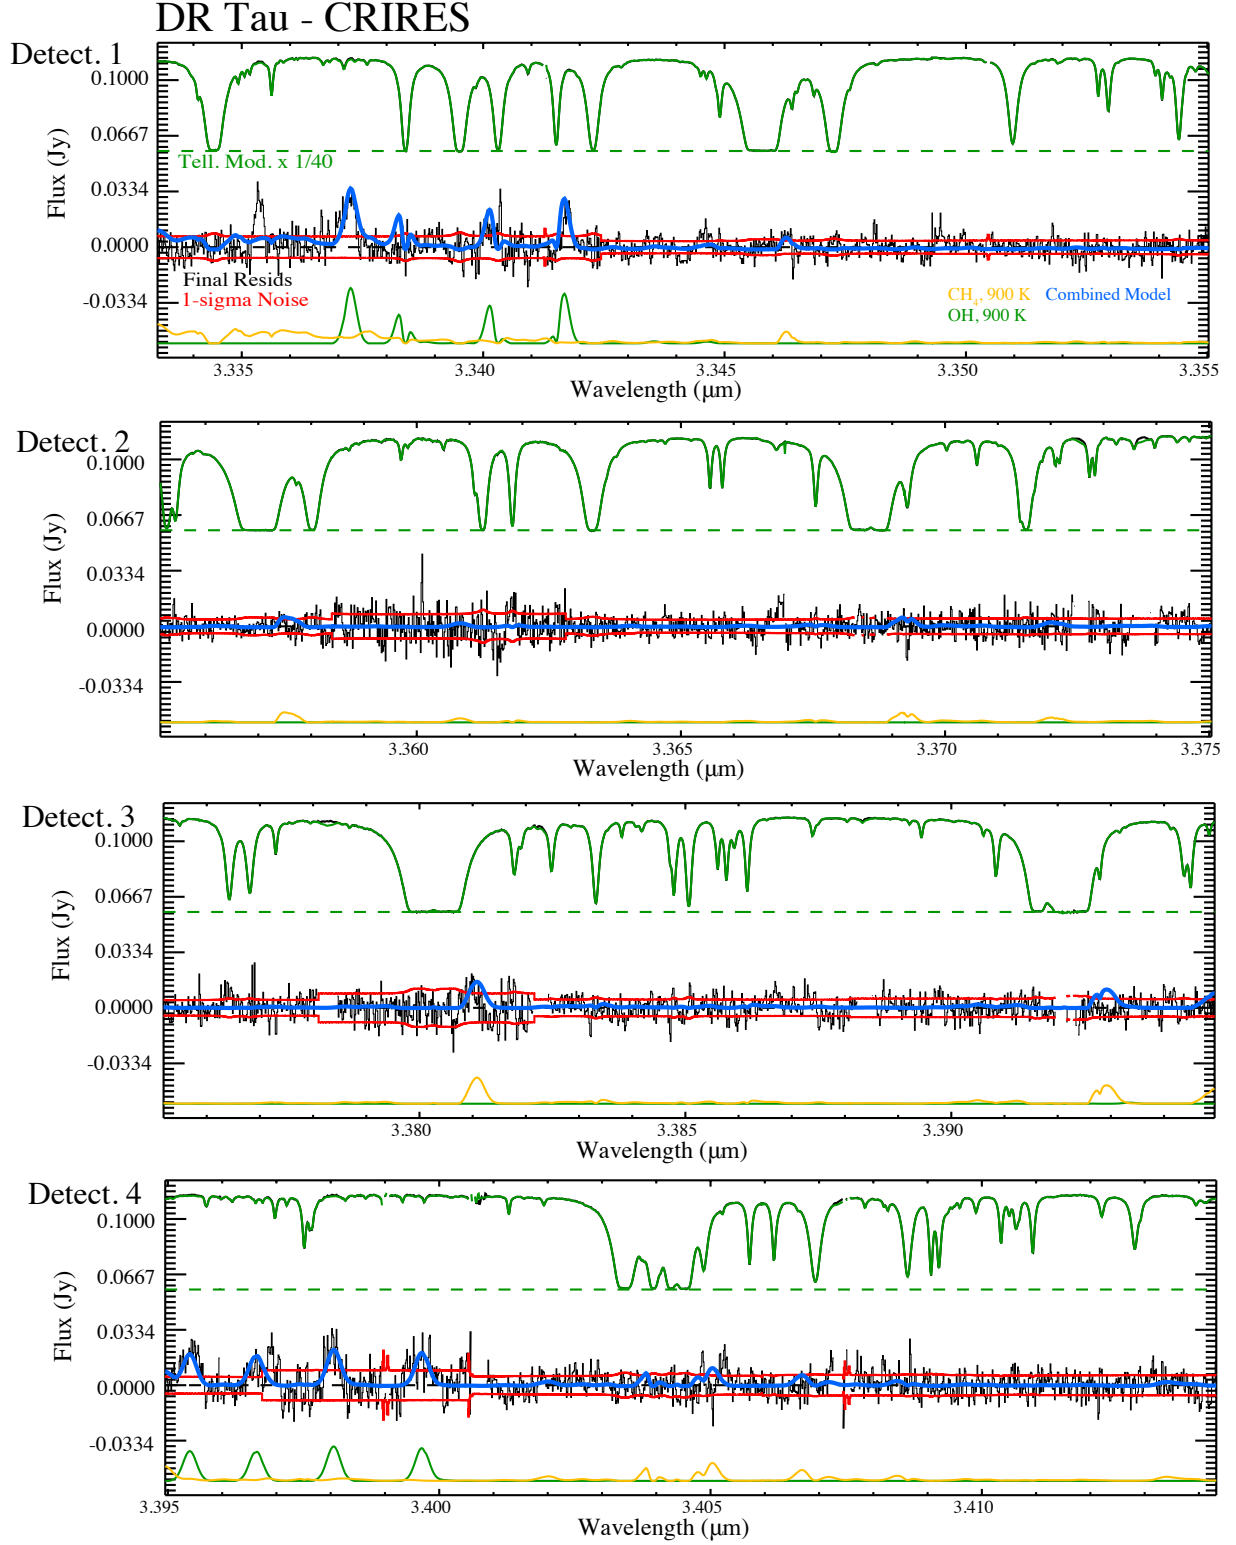 DR Tau - CRIRES
Detect. 1
0.1000
0.0667
0.0334
0.0000
-0.0334
Flux (Jy)
Tell. Mod. x 1/40
Final Resids
1-sigma Noise
CH4, 900 K Combined Model
OH, 900 K
3.335 3.340 3.345 3.350 3.355
Wavelength (μm)
Detect. 2
0.1000
0.0667
0.0334
0.0000
-0.0334
Flux (Jy)
3.360 3.365 3.370 3.375
Wavelength (μm)
Detect. 3
0.1000
0.0667
0.0334
0.0000
-0.0334
Flux (Jy)
3.380 3.385 3.390
Wavelength (μm)
Detect. 4
0.1000
0.0667
0.0334
0.0000
-0.0334
Flux (Jy)
3.395 3.400 3.405 3.410
Wavelength (μm)